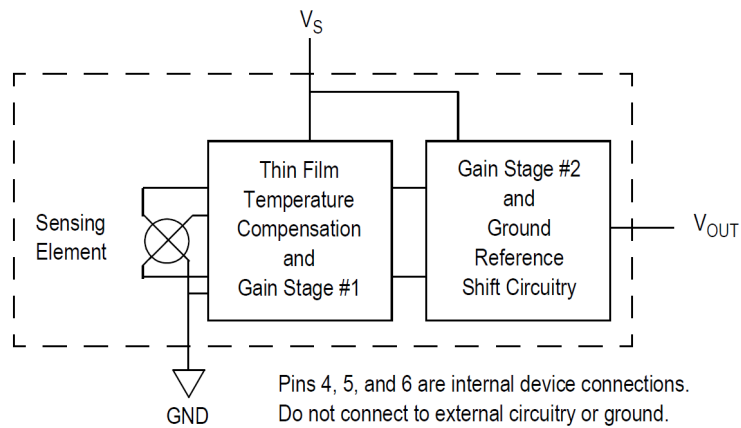 VS
Sensing
Element
Thin Film
Temperature
Compensation
and
Gain Stage #1
Gain Stage #2
and
Ground
Reference
Shift Circuitry
VOUT
GND
Pins 4, 5, and 6 are internal device connections.
Do not connect to external circuitry or ground.